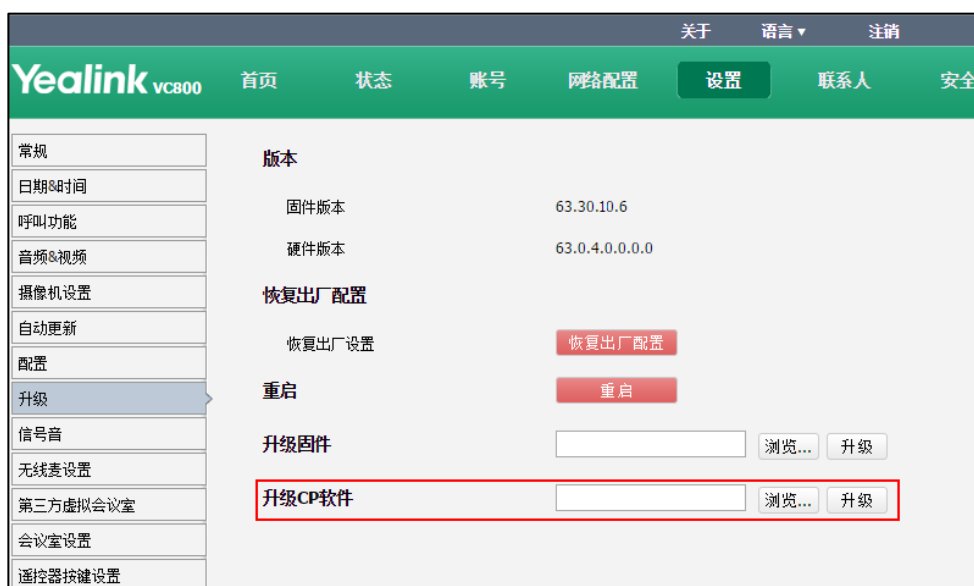 关于 语言▼ 注销
Yealink VC800 首页 状态 账号 网络配置 设置 联系人 安全
常规
日期&时间
呼叫功能
音频&视频
摄像机设置
自动更新
配置
升级
信号音
无线麦设置
第三方虚拟会议室
会议室设置
遥控器按键设置
版本
固件版本 63.30.10.6
硬件版本 63.0.4.0.0.0.0
恢复出厂配置
恢复出厂设置 恢复出厂配置
重启 重启
升级固件 浏览... 升级
升级CP软件 浏览... 升级